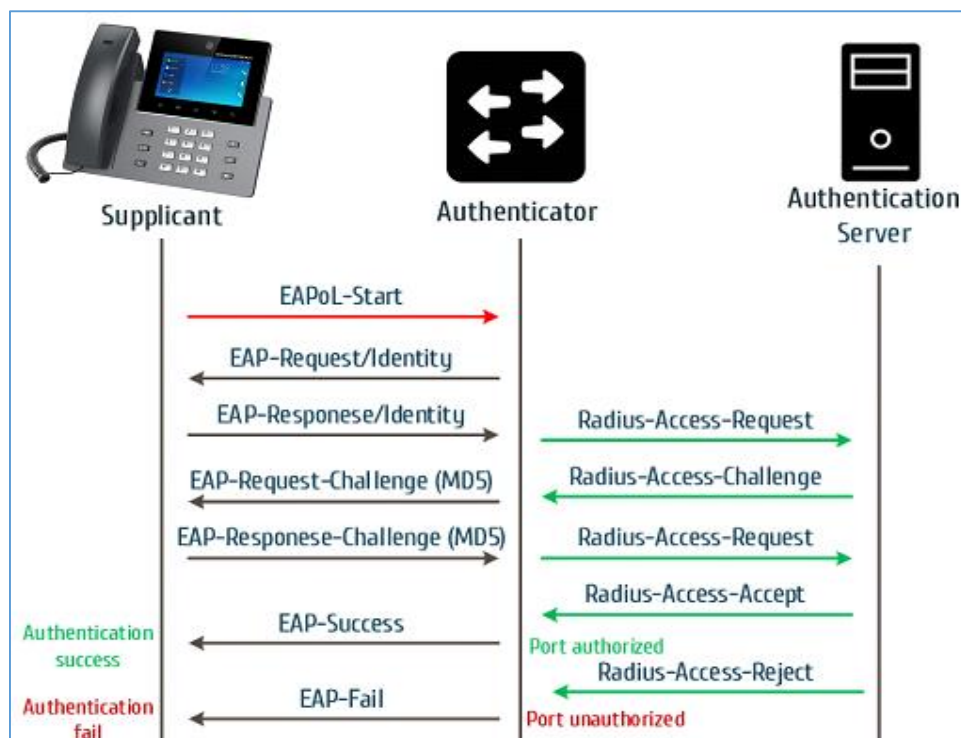 Supplicant
Authenticator
Authentication
Server
EAPoL-Start
EAP-Request/Identity
EAP-Responese/Identity
Radius-Access-Request
EAP-Request-Challenge (MD5)
Radius-Access-Challenge
EAP-Responese-Challenge (MD5)
Radius-Access-Request
Radius-Access-Accept
EAP-Success
Authentication
success
Port authorized
Radius-Access-Reject
EAP-Fail
Authentication
fail
Port unauthorized